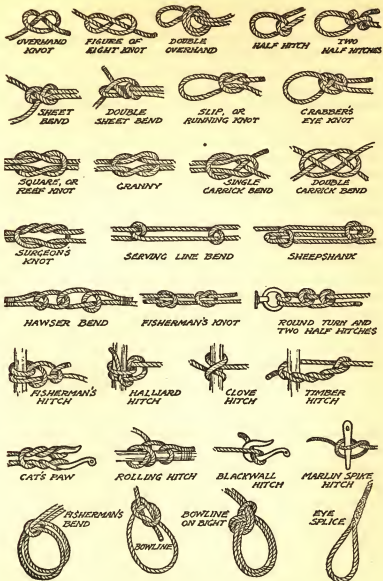 OVERHAND KNOT
FIGURE OF EIGHT KNOT
DOUBLE OVERHAND
HALF HITCH
TWO HALF HITCHES
SHEET BEND
DOUBLE SHEET BEND
SLIP, OR RUNNING KNOT
CRABBER'S EYE KNOT
SQUARE, OR REEF KNOT
GRANNY
SINGLE CARRICK BEND
DOUBLE CARRICK BEND
SURGEON'S KNOT
SERVING LINE BEND
SHEEPSHANK
HAWSER BEND
FISHERMAN'S KNOT
ROUND TURN AND TWO HALF HITCHES
FISHERMAN'S HITCH
HALLIARD HITCH
CLOVE HITCH
TIMBER HITCH
CAT'S PAW
ROLLING HITCH
BLACKWALL HITCH
MARLIN SPIKE HITCH
FISHERMAN'S BEND
BOWLINE
BOWLINE ON BIGHT
EYE SPLICE